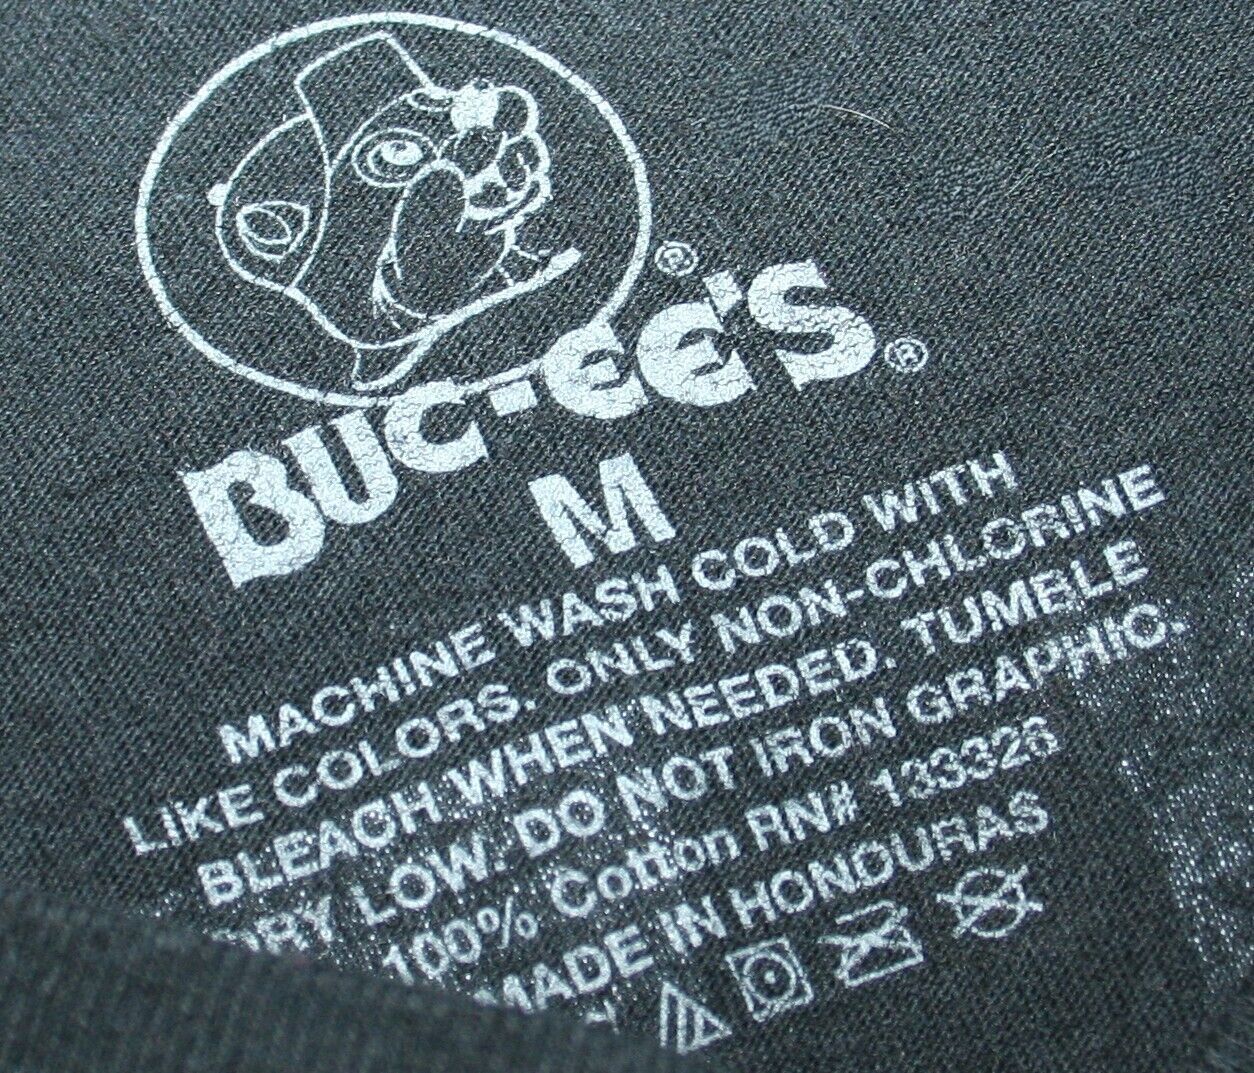 ®
BUC-EE'S®
M
MACHINE WASH COLD WITH
LIKE COLORS. ONLY NON-CHLORINE
BLEACH WHEN NEEDED. TUMBLE
DRY LOW. DO NOT IRON GRAPHIC.
100% Cotton RN# 133326
MADE IN HONDURAS